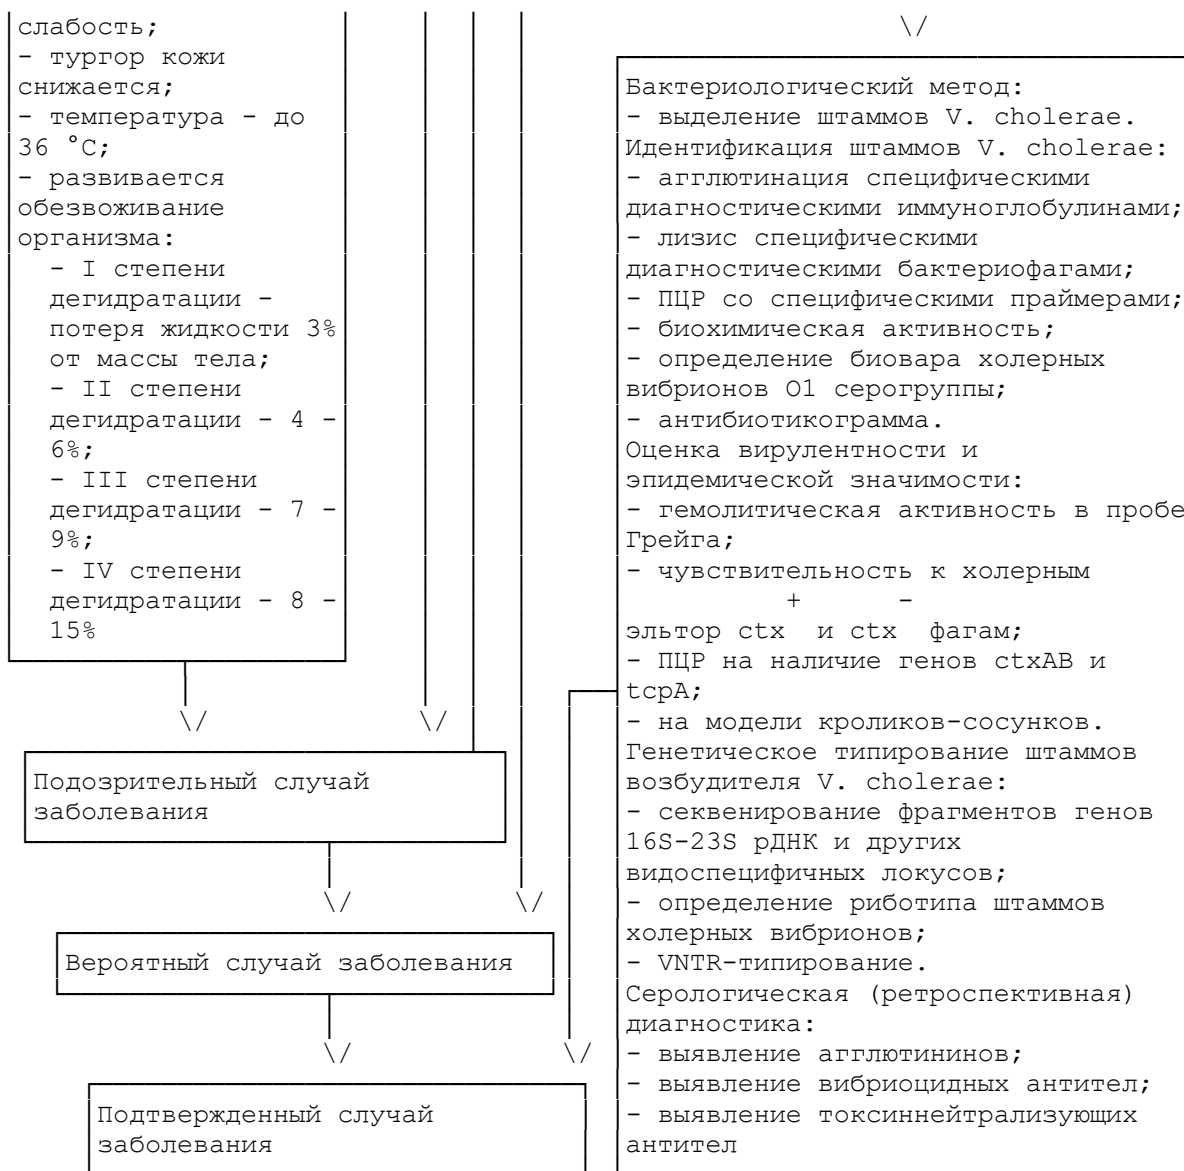 слабость;
- тургор кожи
снижается;
- температура - до
36 °C;
- развивается
обезвоживание
организма:
- I степени
дегидратации -
потеря жидкости 3%
от массы тела;
- II степени
дегидратации - 4 -
6%;
- III степени
дегидратации - 7 -
9%;
- IV степени
дегидратации - 8 -
15%
\/
\/
Подозрительный случай
заболевания
\/
\/
Вероятный случай заболевания
\/
\/
Подтвержденный случай
заболевания
\/
Бактериологический метод:
- выделение штаммов V. cholerae.
Идентификация штаммов V. cholerae:
- агглютинация специфическими
диагностическими иммуноглобулинами;
- лизис специфическими
диагностическими бактериофагами;
- ПЦР со специфическими праймерами;
- биохимическая активность;
- определение биовара холерных
вибрионов O1 серогруппы;
- антибиотикограмма.
Оценка вирулентности и
эпидемической значимости:
- гемолитическая активность в пробе
Грейга;
- чувствительность к холерным
+ -
эльтор ctx и ctx фагам;
- ПЦР на наличие генов ctxAB и
tcpA;
- на модели кроликов-сосунков.
Генетическое типирование штаммов
возбудителя V. cholerae:
- секвенирование фрагментов генов
16S-23S рДНК и других
видоспецифичных локусов;
- определение риботипа штаммов
холерных вибрионов;
- VNTR-типирование.
Серологическая (ретроспективная)
диагностика:
- выявление агглютининов;
- выявление вибриоцидных антител;
- выявление токсиннейтрализующих
антител